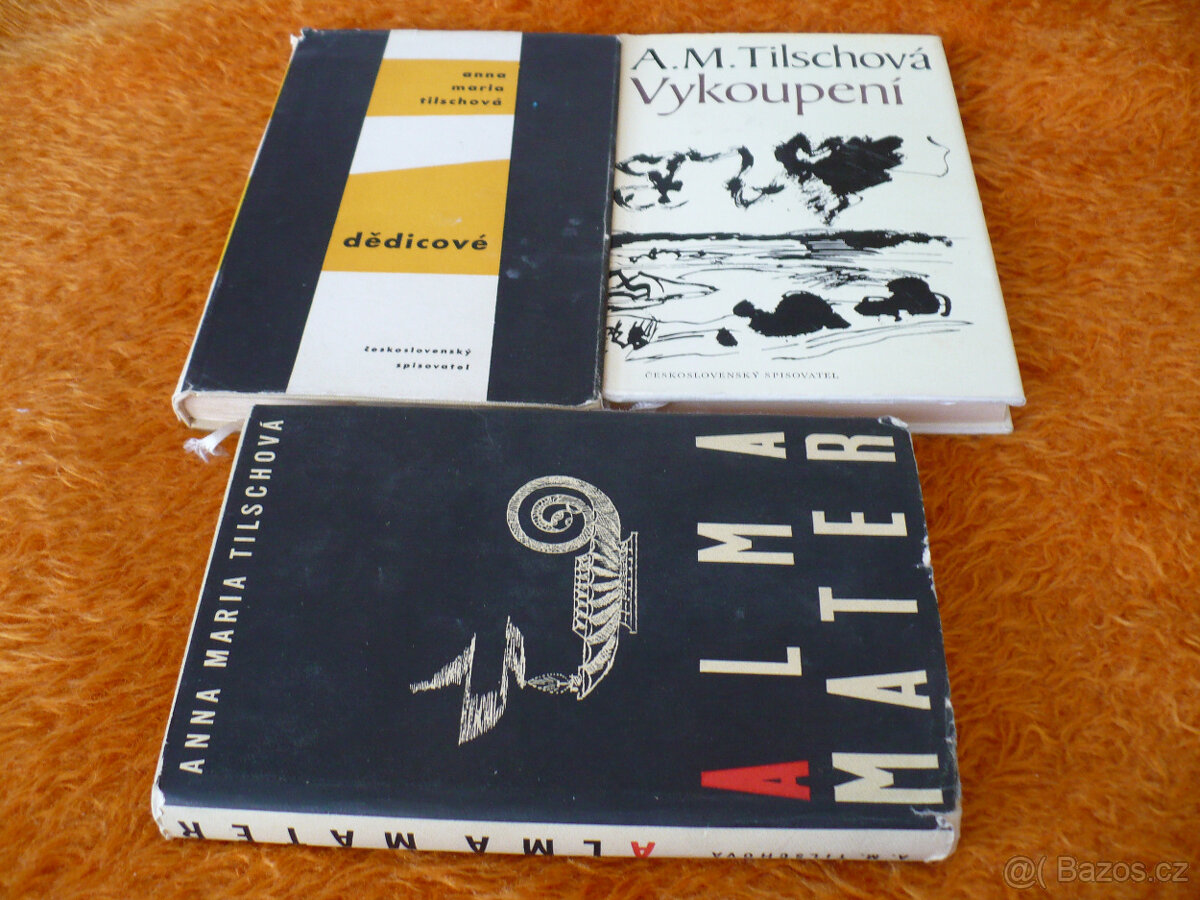 anna
maria
tilschová
dědicové
československý
spisovatel
A.M.Tilschová
Vykoupení
ČESKOSLOVENSKÝ SPISOVATEL
ANNA MARIA TILSCHOVÁ
ALMA
MATER
A. M. TILSCHOVÁ ALMA MATER
@( Bazos.cz